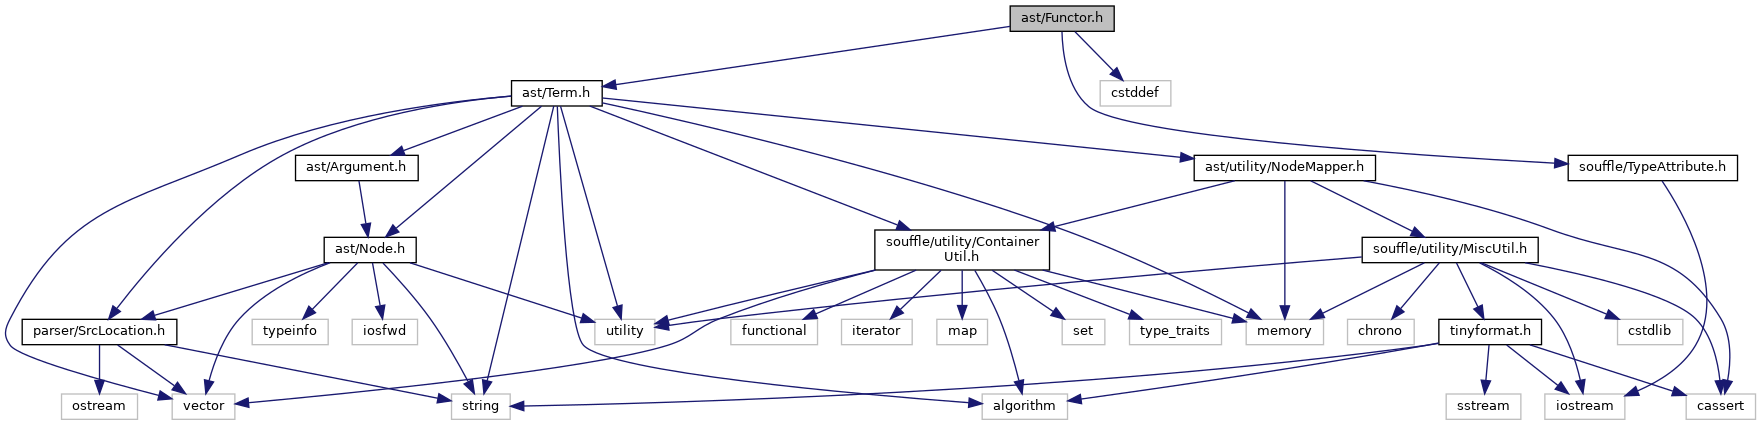 ast/Functor.h
ast/Term.h
cstddef
ast/Argument.h
ast/utility/NodeMapper.h
souffle/TypeAttribute.h
ast/Node.h
souffle/utility/Container
Util.h
souffle/utility/MiscUtil.h
parser/SrcLocation.h
typeinfo
iosfwd
utility
functional
iterator
map
set
type_traits
memory
chrono
tinyformat.h
cstdlib
ostream
vector
string
algorithm
sstream
iostream
cassert